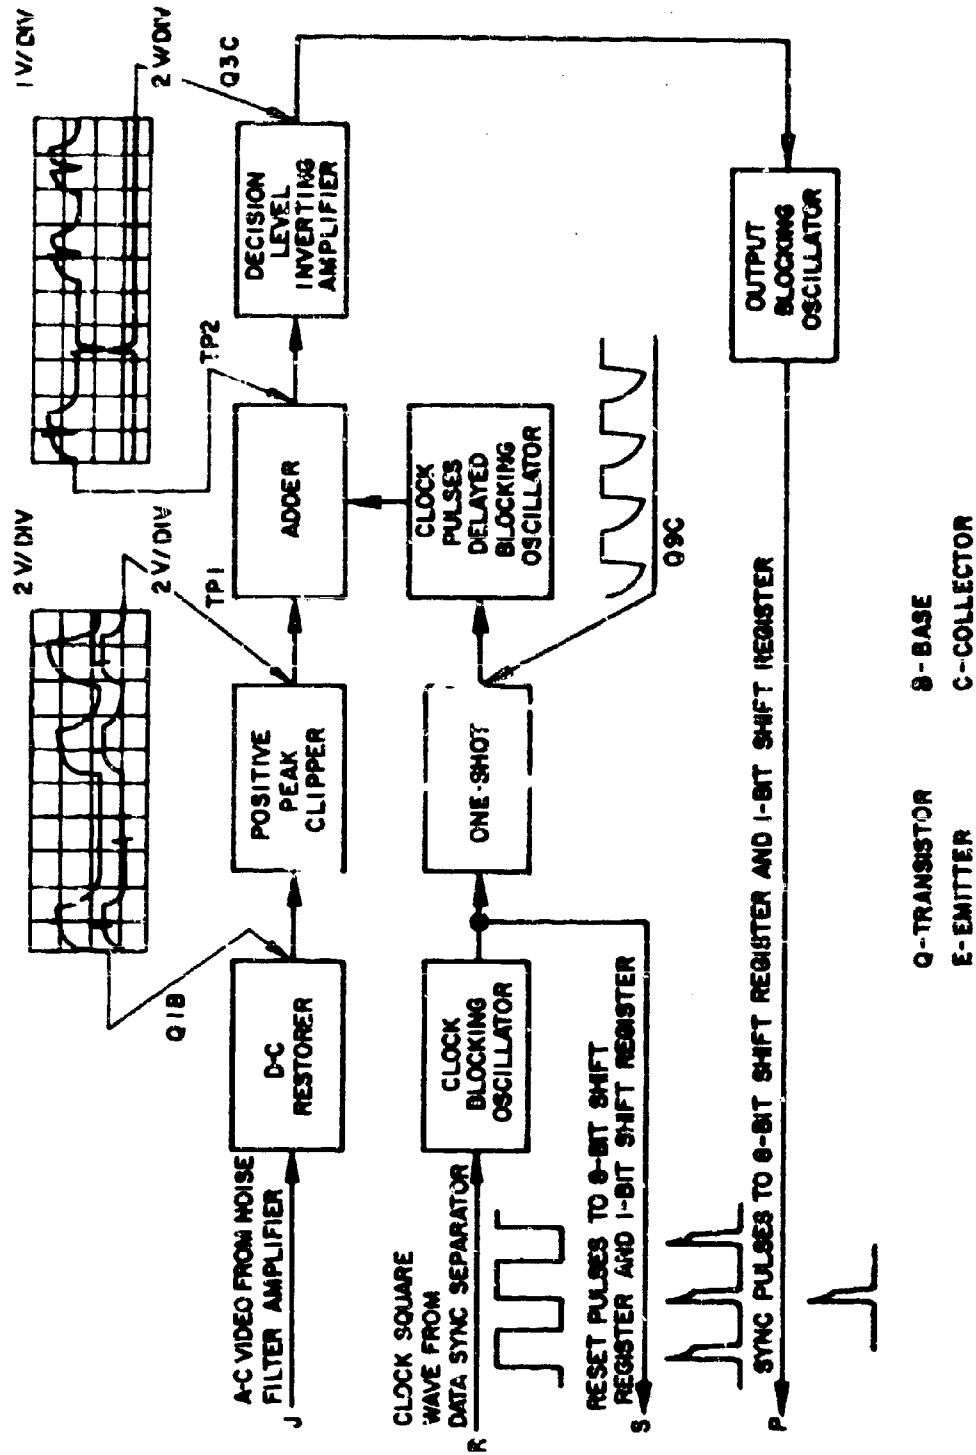 2 V/DIV
2 V/DIV
1 V/DIV
2 V/DIV
Q1B
TP1
TP2
Q3C
A-C VIDEO FROM NOISE
FILTER AMPLIFIER
J
D-C
RESTORER
POSITIVE
PEAK
CLIPPER
ADDER
DECISION
LEVEL
INVERTING
AMPLIFIER
CLOCK SQUARE
WAVE FROM
DATA SYNC SEPARATOR
R
CLOCK
BLOCKING
OSCILLATOR
ONE-SHOT
CLOCK
PULSES
DELAYED
BLOCKING
OSCILLATOR
Q9C
RESET PULSES TO 8-BIT SHIFT
REGISTER AND 1-BIT SHIFT REGISTER
S
OUTPUT
BLOCKING
OSCILLATOR
SYNC PULSES TO 8-BIT SHIFT REGISTER AND 1-BIT SHIFT REGISTER
P
Q-TRANSISTOR
B-BASE
E-EMITTER
C-COLLECTOR